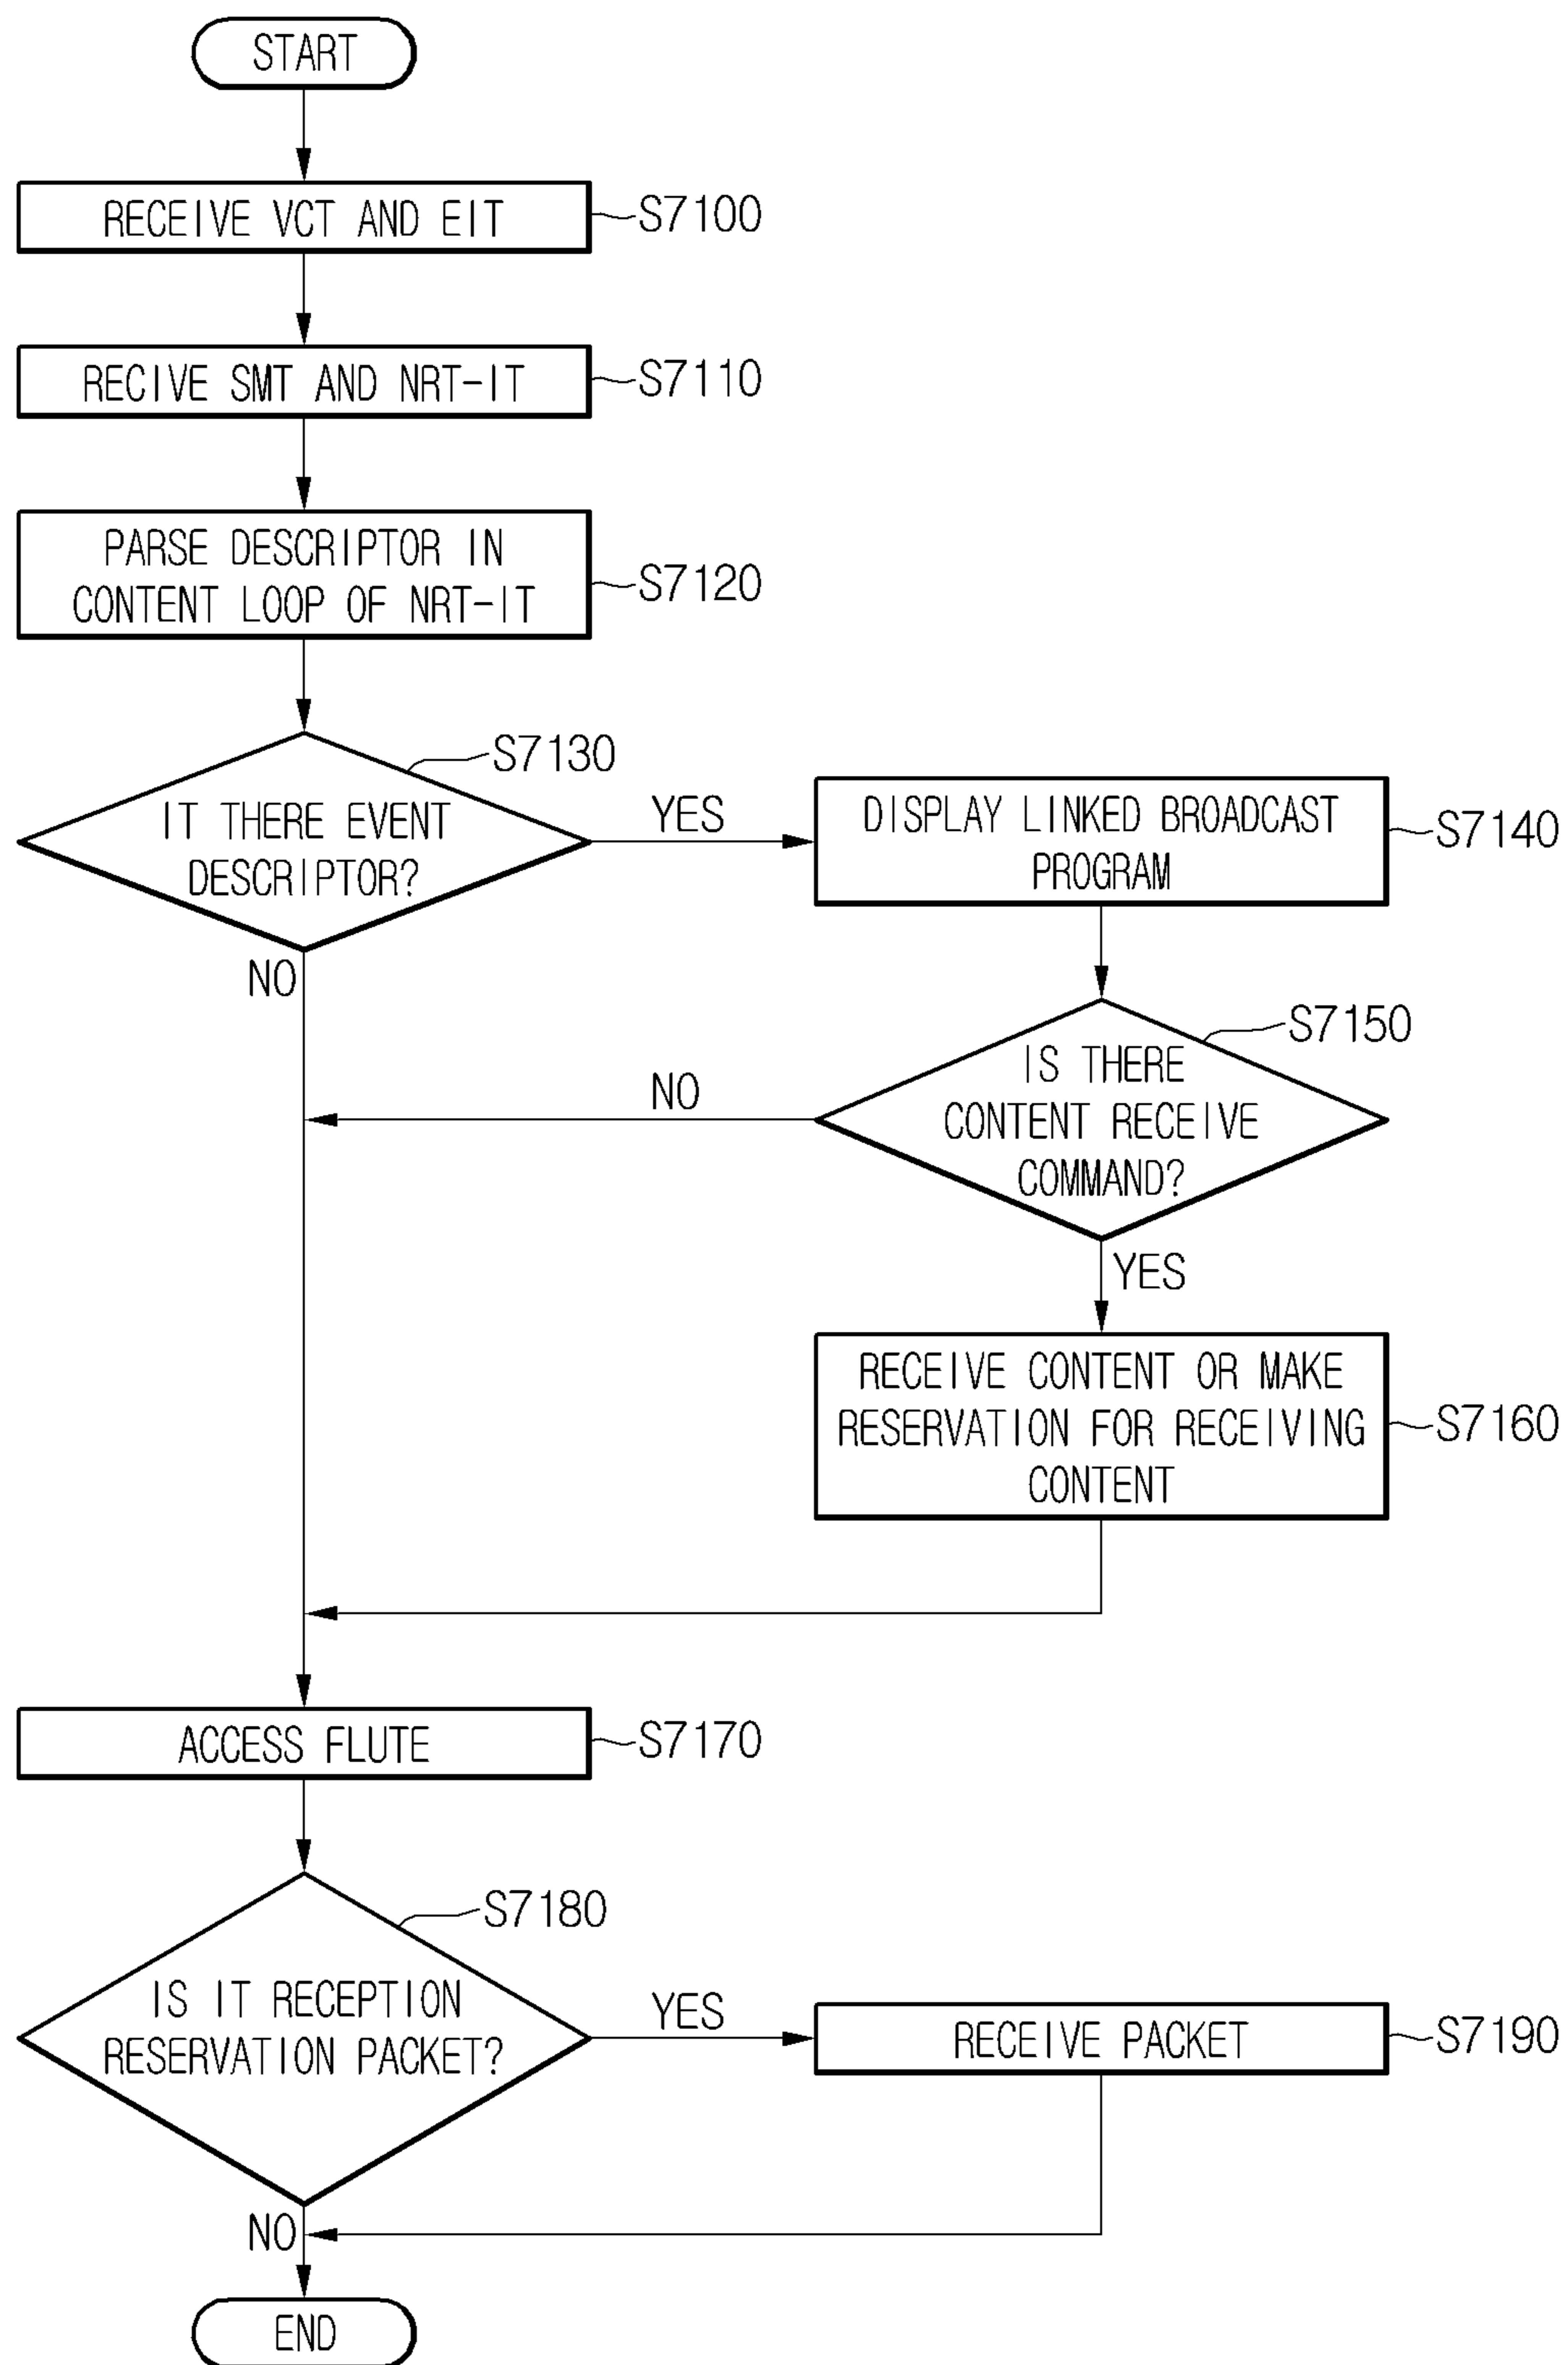 START
RECEIVE VCT AND EIT
S7100
RECIVE SMT AND NRT-IT
S7110
PARSE DESCRIPTOR IN
CONTENT LOOP OF NRT-IT
S7120
S7130
IT THERE EVENT
DESCRIPTOR?
YES
NO
DISPLAY LINKED BROADCAST
PROGRAM
S7140
S7150
IS THERE
CONTENT RECEIVE
COMMAND?
NO
YES
RECEIVE CONTENT OR MAKE
RESERVATION FOR RECEIVING
CONTENT
S7160
ACCESS FLUTE
S7170
S7180
IS IT RECEPTION
RESERVATION PACKET?
YES
RECEIVE PACKET
S7190
NO
END